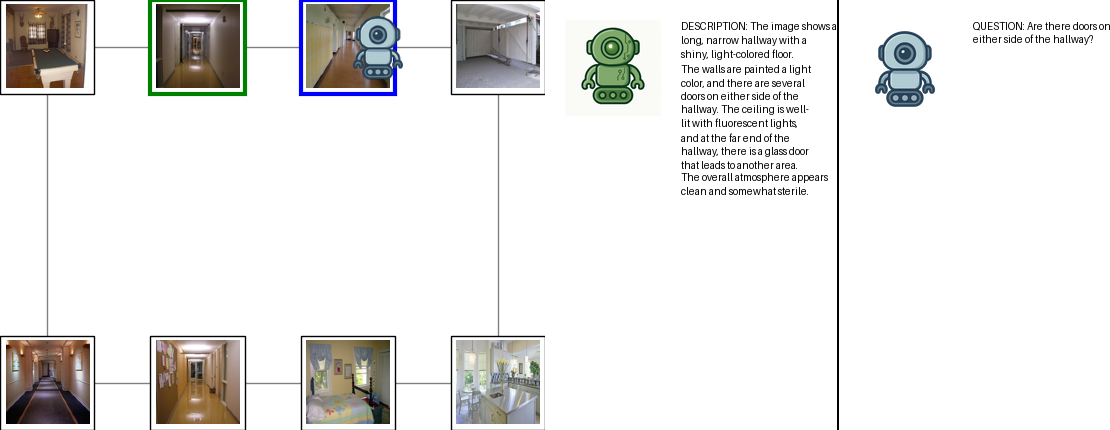 DESCRIPTION: The image shows a
long, narrow hallway with a
shiny, light-colored floor.
The walls are painted a light
color, and there are several
doors on either side of the
hallway. The ceiling is well-
lit with fluorescent lights,
and at the far end of the
hallway, there is a glass door
that leads to another area.
The overall atmosphere appears
clean and somewhat sterile.
QUESTION: Are there doors on
either side of the hallway?